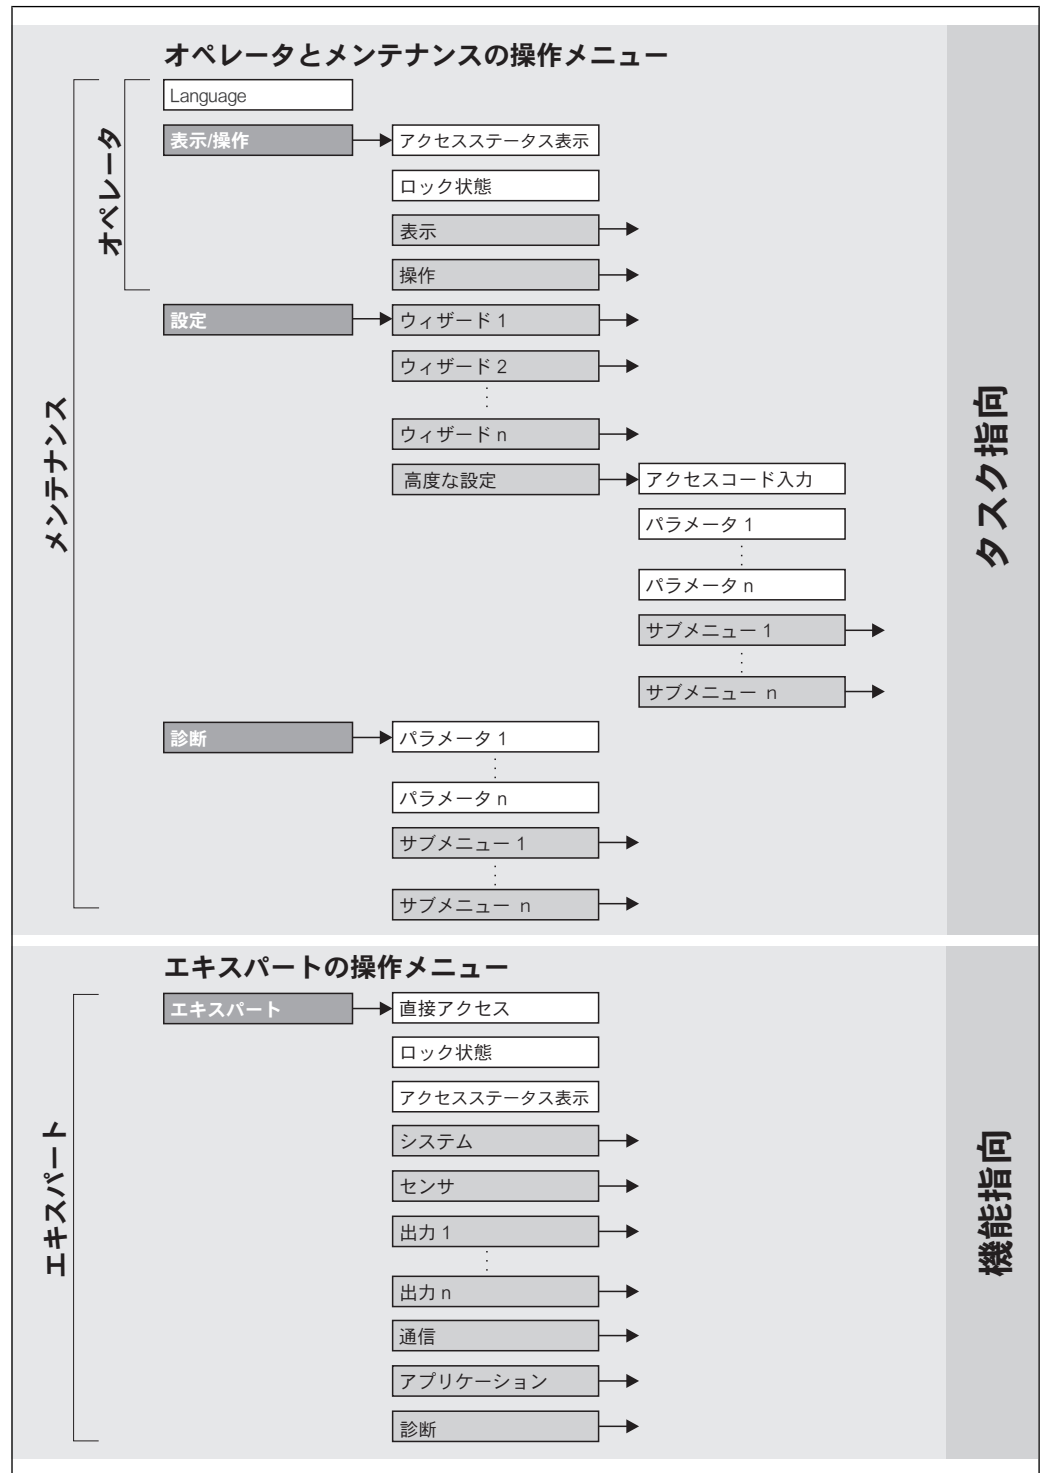 オペレータとメンテナンスの操作メニュー
Language
表示/操作
アクセスステータス表示
ロック状態
表示
操作
オペレータ
設定
ウィザード 1
ウィザード 2
ウィザード n
高度な設定
アクセスコード入力
パラメータ 1
パラメータ n
サブメニュー 1
サブメニュー n
メンテナンス
タスク指向
診断
パラメータ 1
パラメータ n
サブメニュー 1
サブメニュー n
エキスパートの操作メニュー
エキスパート
直接アクセス
ロック状態
アクセスステータス表示
システム
センサ
出力 1
出力 n
通信
アプリケーション
診断
エキスパート
機能指向